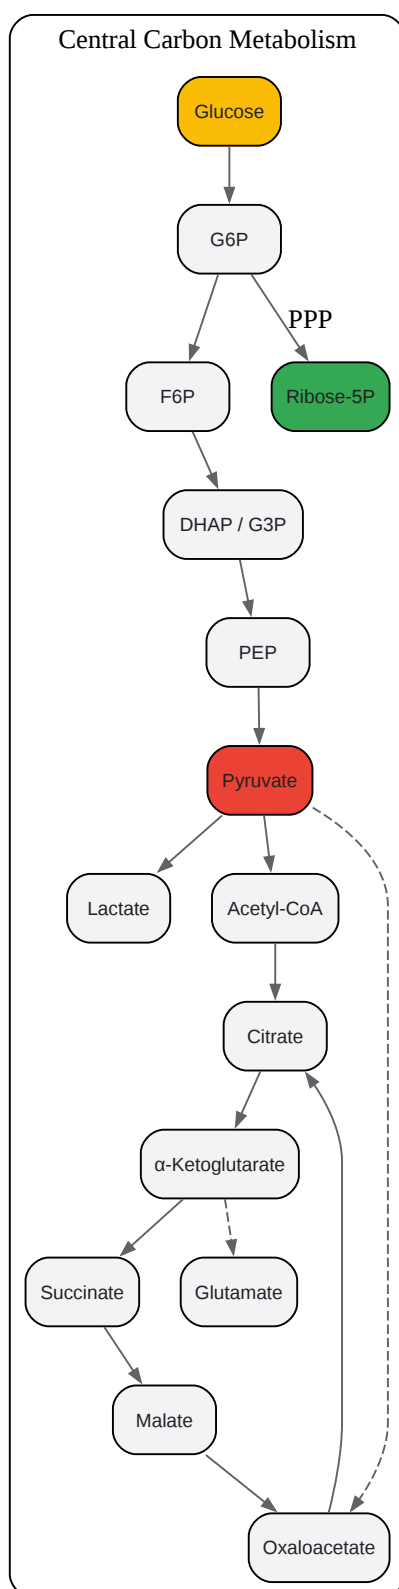 Central Carbon Metabolism
Glucose
G6P
PPP
F6P
Ribose-5P
DHAP / G3P
PEP
Pyruvate
Lactate
Acetyl-CoA
Citrate
α-Ketoglutarate
Succinate
Glutamate
Malate
Oxaloacetate